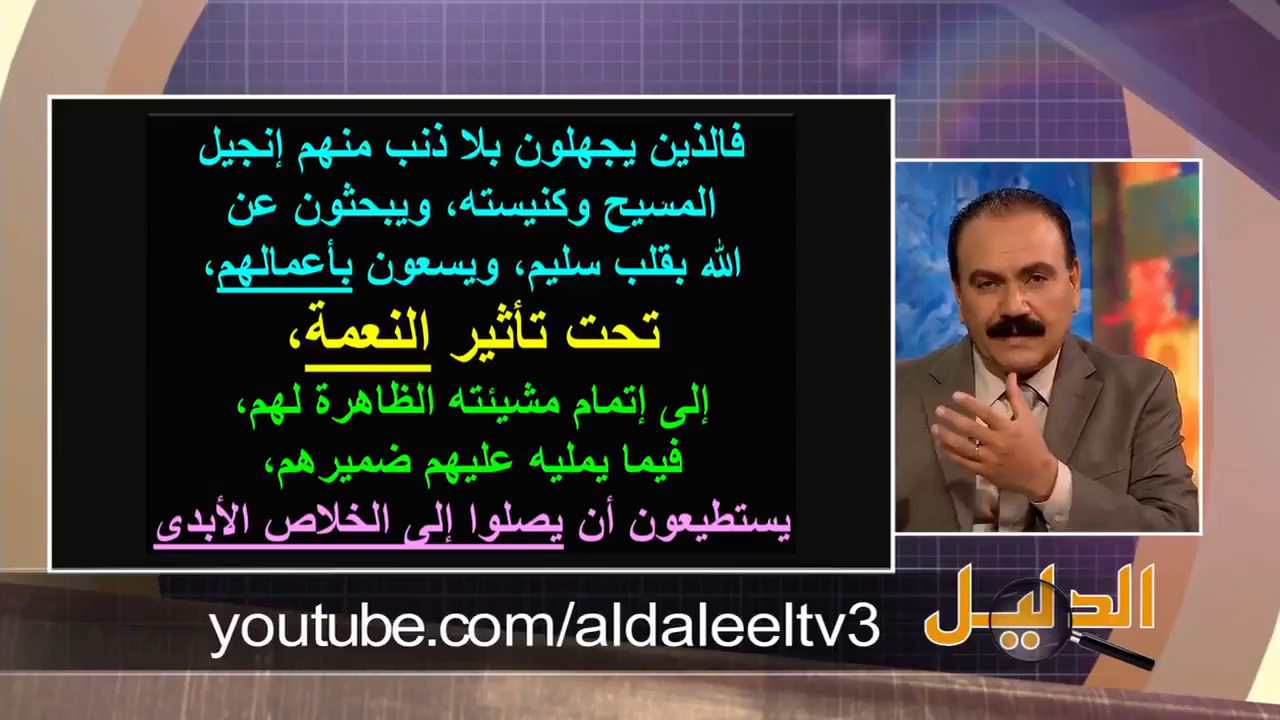 فالذين يجهلون بلا ذنب منهم إنجيل
المسيح وكنيسته، ويبحثون عن
الله بقلب سليم، ويسعون بأعمالهم،
تحت تأثير النعمة،
إلى إتمام مشيئته الظاهرة لهم،
فيما يمليه عليهم ضميرهم،
يستطيعون أن يصلوا إلى الخلاص الأبدى
الدليل
youtube.com/aldaleeltv3